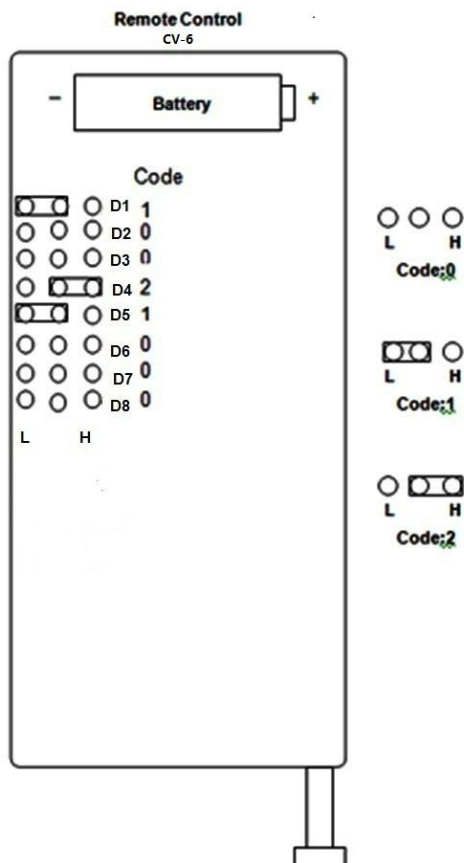 Remote Control
CV-6
− Battery +
Code
D1 1
D2 0
D3 0
D4 2
D5 1
D6 0
D7 0
D8 0
L H
L H
Code:0
L H
Code:1
L H
Code:2